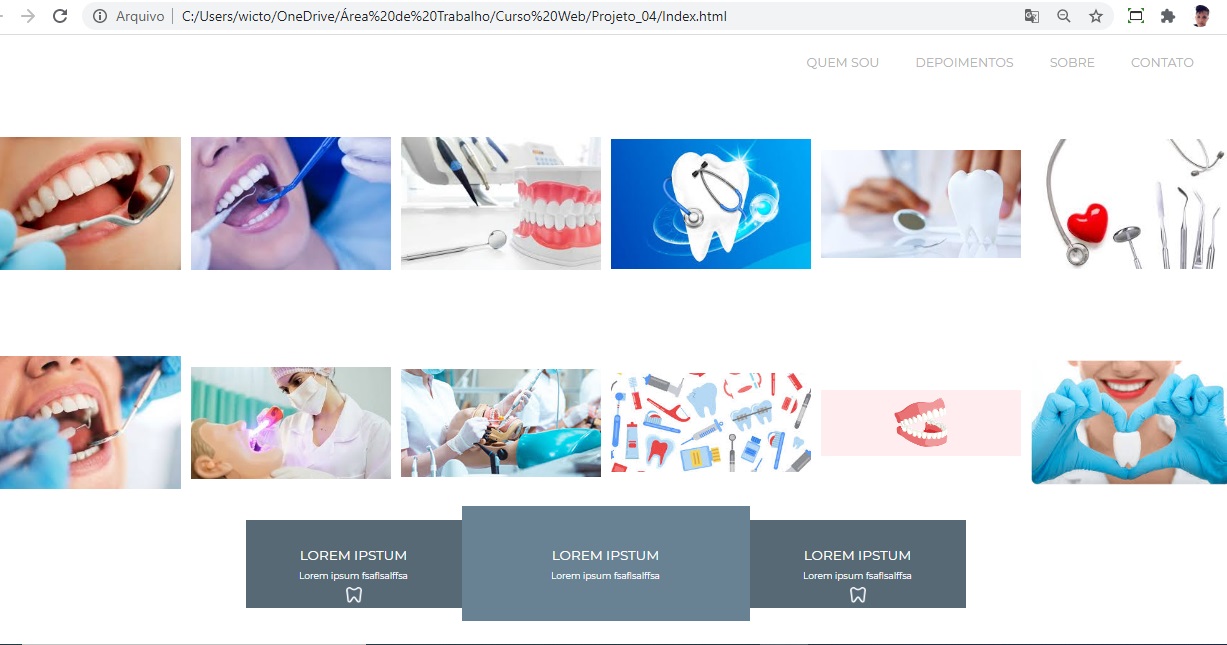 Arquivo C:/Users/wicto/OneDrive/Área%20de%20Trabalho/Curso%20Web/Projeto_04/Index.html
QUEM SOU DEPOIMENTOS SOBRE CONTATO
LOREM IPSTUM LOREM IPSTUM LOREM IPSTUM
Lorem ipsum fsaflsalffsa Lorem ipsum fsaflsalffsa Lorem ipsum fsaflsalffsa